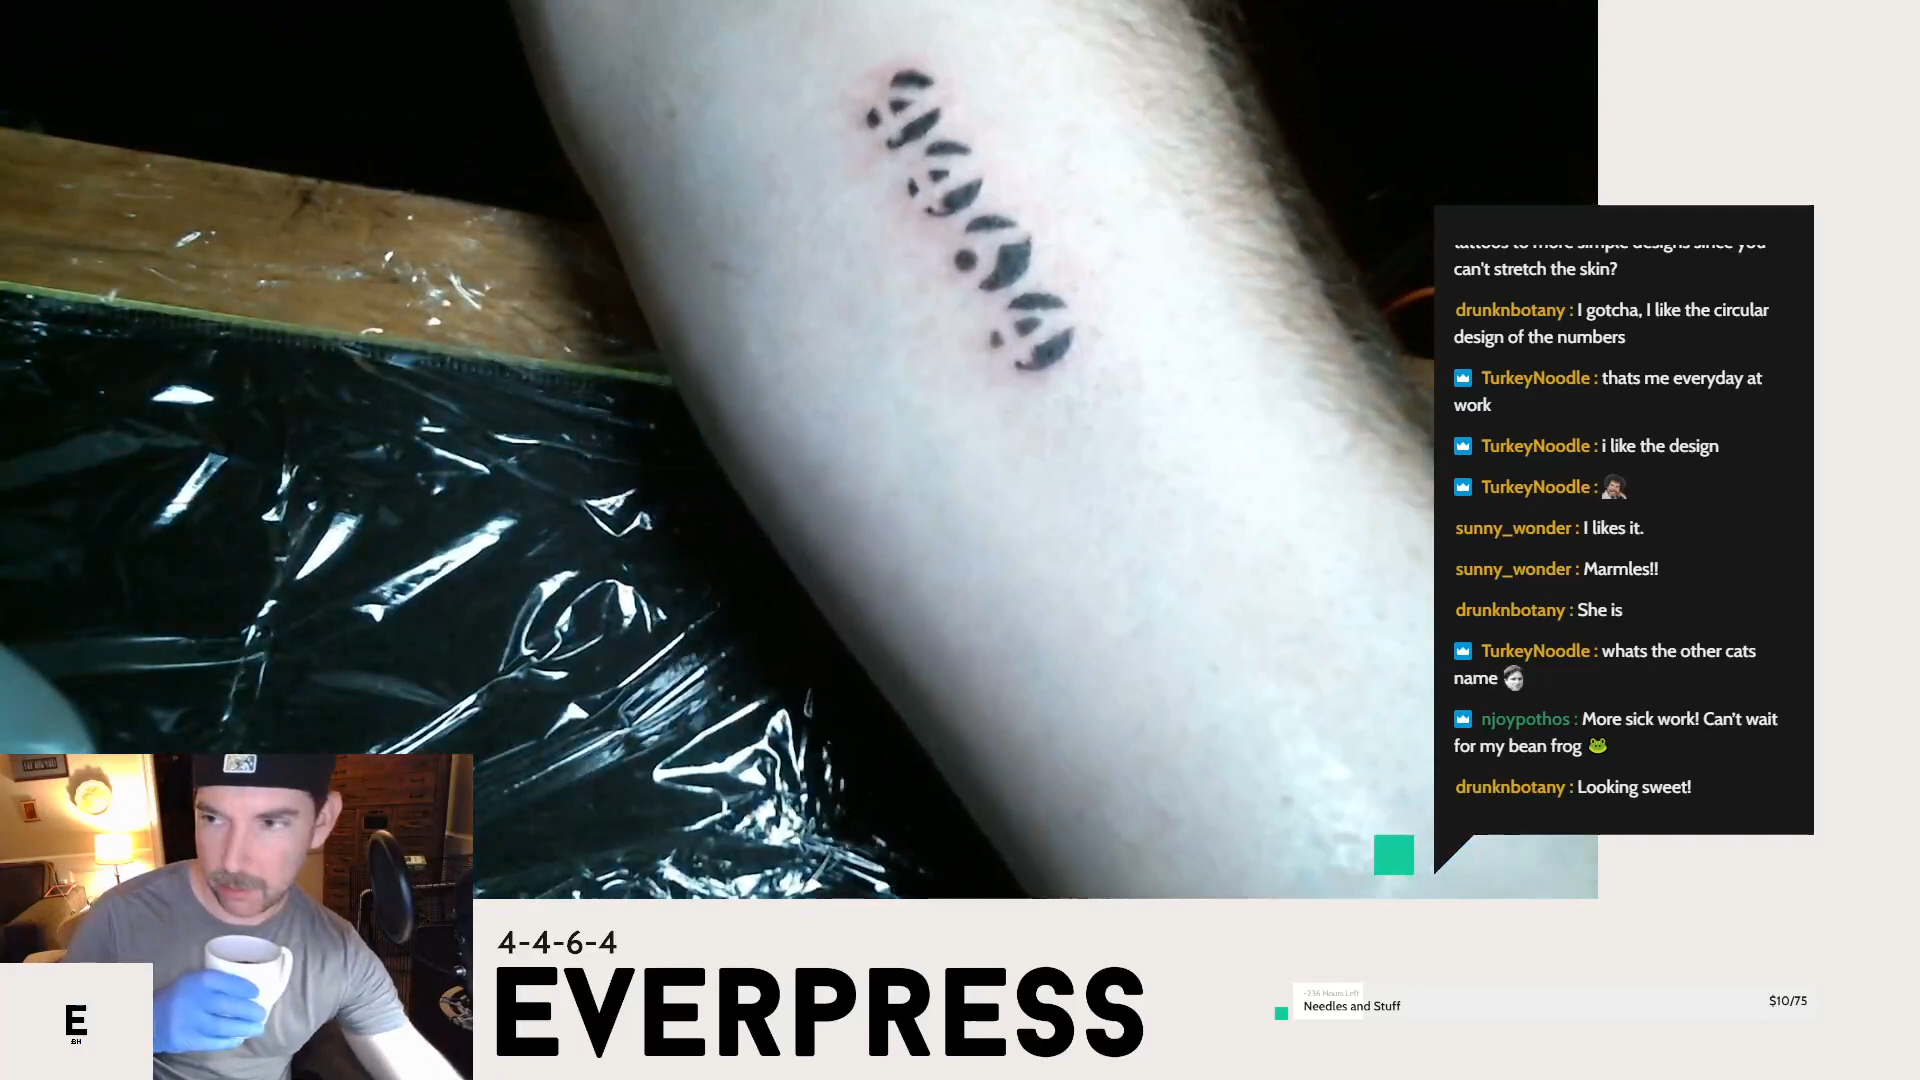 can't stretch the skin?
drunknbotany : I gotcha, I like the circular
design of the numbers
TurkeyNoodle : thats me everyday at
work
TurkeyNoodle : i like the design
TurkeyNoodle :
sunny_wonder : I likes it.
sunny_wonder : Marmles!!
drunknbotany : She is
TurkeyNoodle : whats the other cats
name
njoypothos : More sick work! Can't wait
for my bean frog 🐸
drunknbotany : Looking sweet!
4-4-6-4
EVERPRESS
E
-236 Hours Left
Needles and Stuff
$10/75